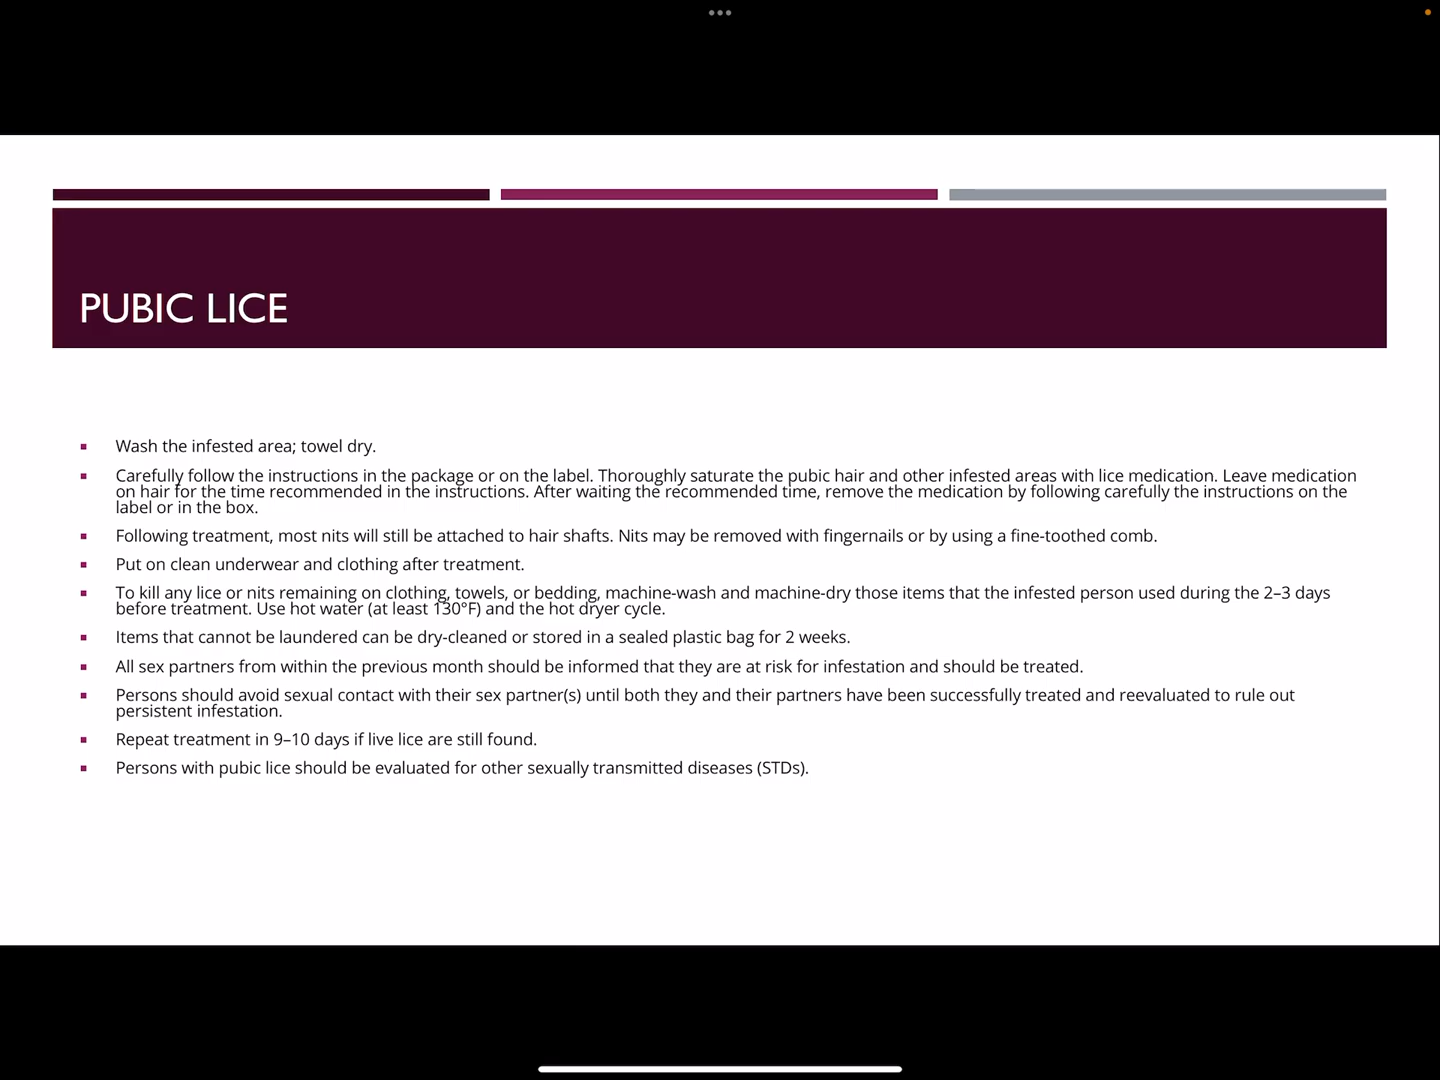 PUBIC LICE
Wash the infested area; towel dry.
Carefully follow the instructions in the package or on the label. Thoroughly saturate the pubic hair and other infested areas with lice medication. Leave medication
on hair for the time recommended in the instructions. After waiting the recommended time, remove the medication by following carefully the instructions on the
label or in the box.
Following treatment, most nits will still be attached to hair shafts. Nits may be removed with fingernails or by using a fine-toothed comb.
Put on clean underwear and clothing after treatment.
To kill any lice or nits remaining on clothing, towels, or bedding, machine-wash and machine-dry those items that the infested person used during the 2–3 days
before treatment. Use hot water (at least 130°F) and the hot dryer cycle.
Items that cannot be laundered can be dry-cleaned or stored in a sealed plastic bag for 2 weeks.
All sex partners from within the previous month should be informed that they are at risk for infestation and should be treated.
Persons should avoid sexual contact with their sex partner(s) until both they and their partners have been successfully treated and reevaluated to rule out
persistent infestation.
Repeat treatment in 9–10 days if live lice are still found.
Persons with pubic lice should be evaluated for other sexually transmitted diseases (STDs).